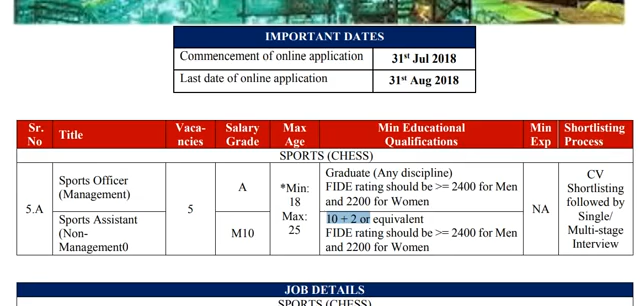 IMPORTANT DATES
Commencement of online application 31st Jul 2018
Last date of online application 31st Aug 2018
Sr. No Title Vaca-ncies Salary Grade Max Age Min Educational Qualifications Min Exp Shortlisting Process
SPORTS (CHESS)
5.A
Sports Officer
(Management)
Sports Assistant
(Non-
Management0
5
A
M10
*Min:
18
Max:
25
Graduate (Any discipline)
FIDE rating should be >= 2400 for Men
and 2200 for Women
10 + 2 or equivalent
FIDE rating should be >= 2400 for Men
and 2200 for Women
NA
CV
Shortlisting
followed by
Single/
Multi-stage
Interview
JOB DETAILS
SPORTS (CHESS)